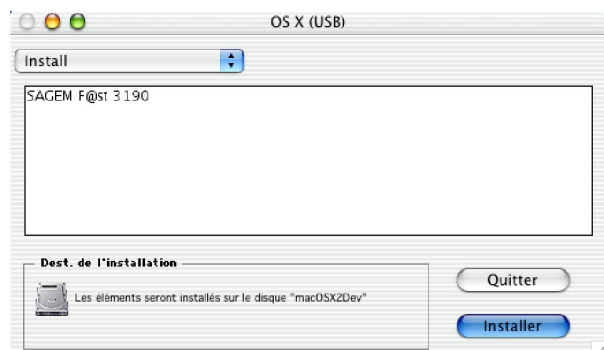 OS X (USB)
Install
SAGEM F@st 3190
Dest. de l'installation
Les éléments seront installés sur le disque "macOSX2Dev"
Quitter
Installer